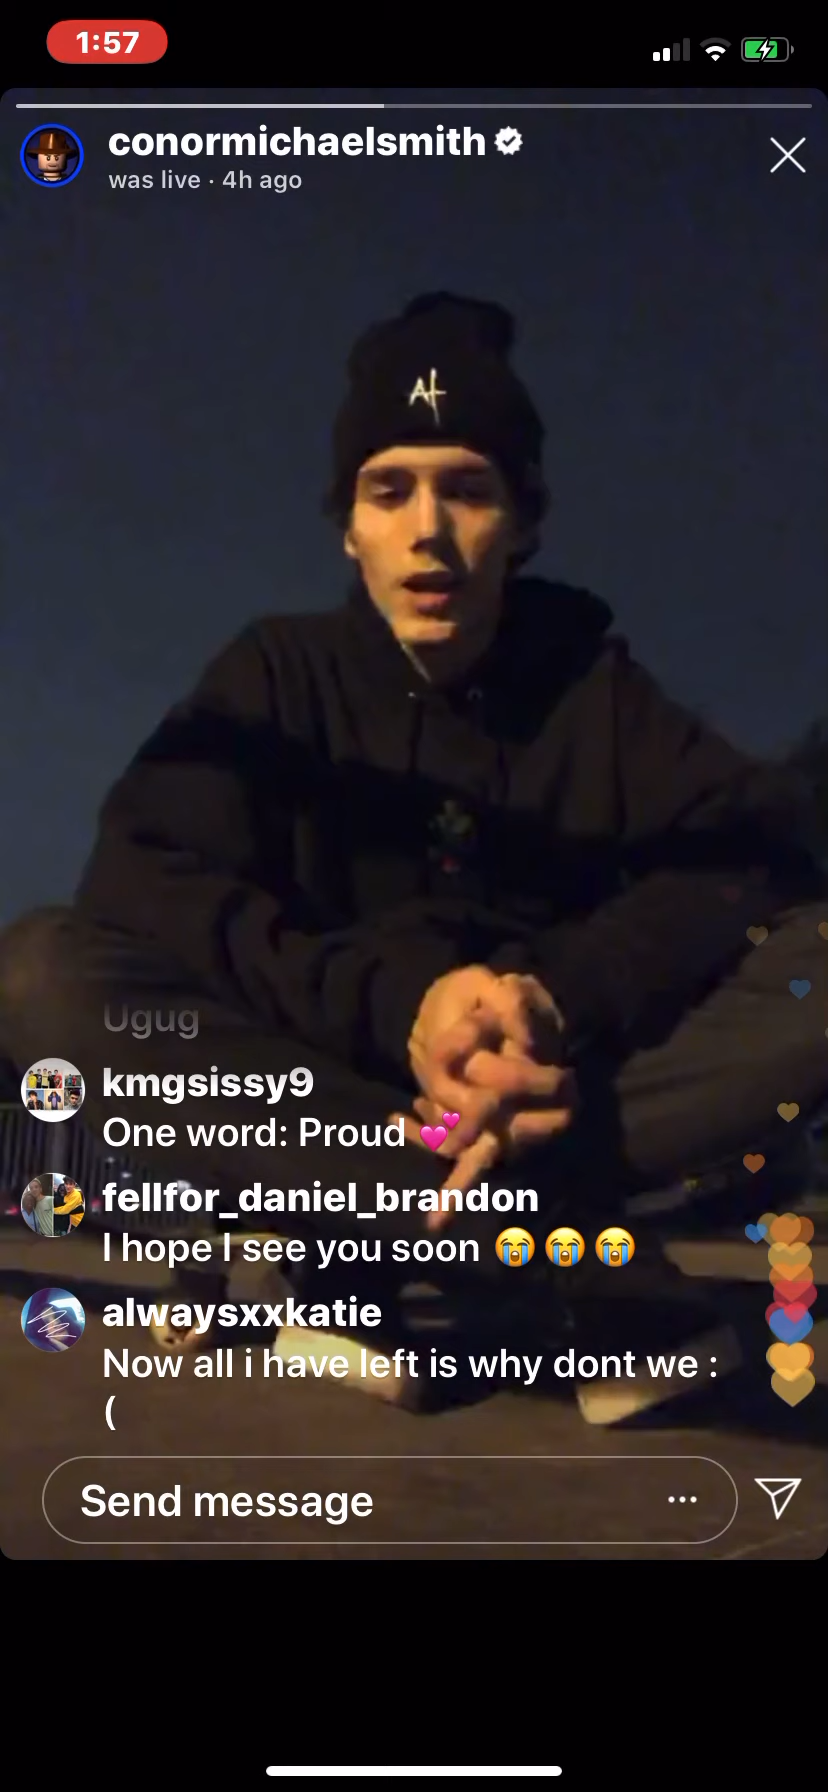 1:57
conormichaelsmith
was live · 4h ago
At
Ugug
kmgsissy9
One word: Proud 💕
fellfor_daniel_brandon
I hope I see you soon 😭😭😭
alwaysxxkatie
Now all i have left is why dont we :
(
Send message